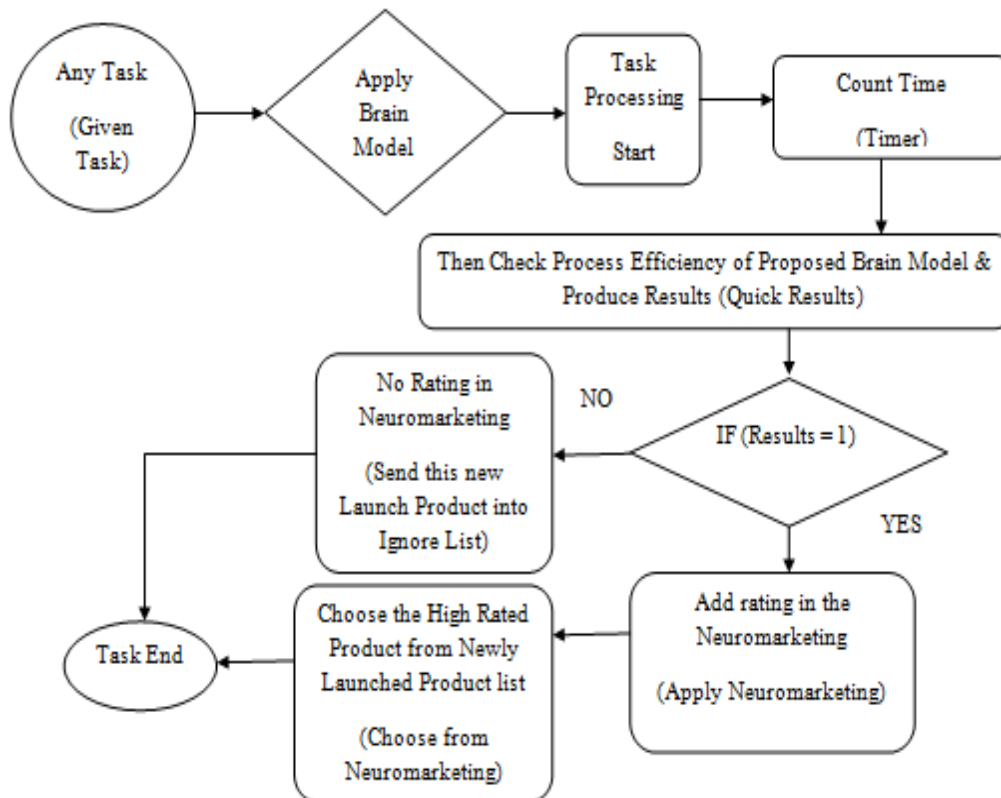 Any Task
(Given
Task)
Apply
Brain
Model
Task
Processing
Start
Count Time
(Timer)
Then Check Process Efficiency of Proposed Brain Model &
Produce Results (Quick Results)
IF (Results = 1)
NO
YES
No Rating in
Neuromarketing
(Send this new
Launch Product into
Ignore List)
Add rating in the
Neuromarketing
(Apply Neuromarketing)
Choose the High Rated
Product from Newly
Launched Product list
(Choose from
Neuromarketing)
Task End